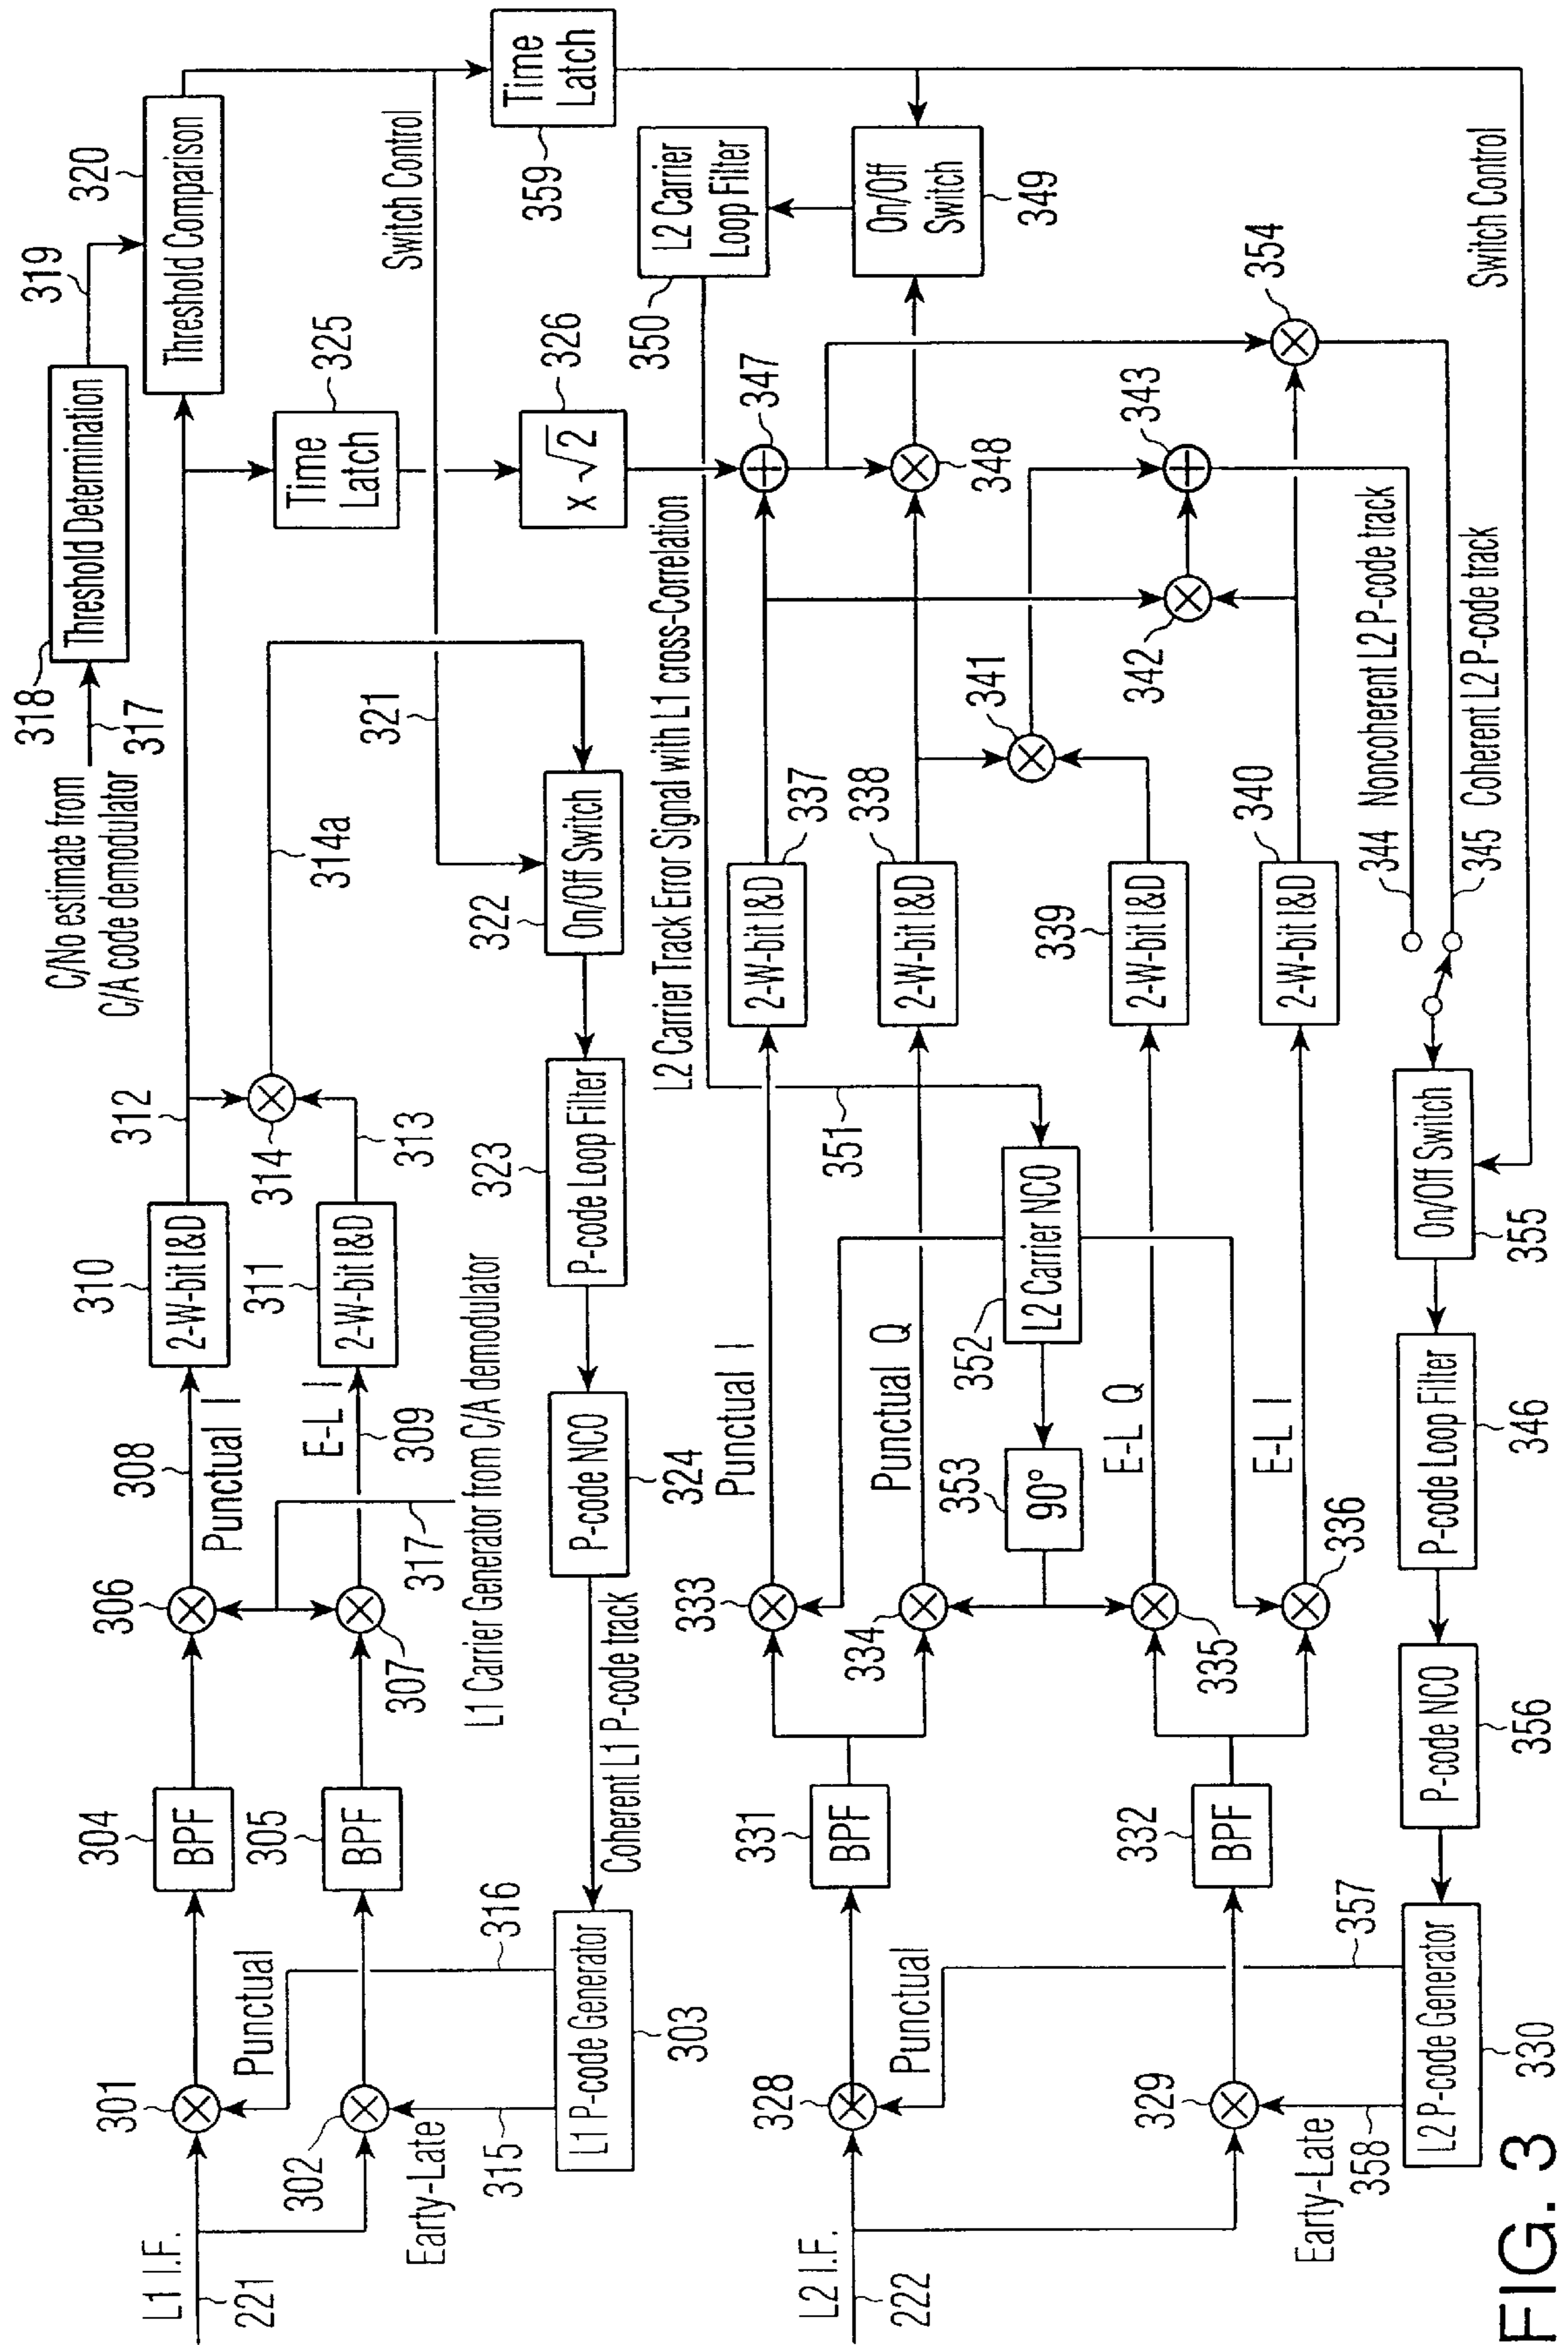 C/No estimate from
C/A code demodulator
317
318
Threshold Determination
319
320
Threshold Comparison
L1 I.F.
221
301
Punctual
304
BPF
306
308
Punctual I
310
2-W-bit I&D
312
314
314a
313
325
Time
Latch
Switch Control
302
Earty-Late
315
316
305
BPF
307
317
E-L I
309
311
2-W-bit I&D
L1 Carrier Generator from C/A demodulator
321
326
x √2
359
Time
Latch
303
L1 P-code Generator
Coherent L1 P-code track
324
P-code NCO
323
P-code Loop Filter
322
On/Off Switch
L2 Carrier Track Error Signal with L1 cross-Correlation
350
L2 Carrier
Loop Filter
L2 I.F.
222
328
Punctual
331
BPF
333
334
Punctual I
Punctual Q
351
337
2-W-bit I&D
338
2-W-bit I&D
347
348
On/Off
Switch
349
352
L2 Carrier NCO
353
90°
341
342
343
354
329
Earty-Late
358
357
332
BPF
335
336
E-L Q
E-L I
339
2-W-bit I&D
340
2-W-bit I&D
344 Noncoherent L2 P-code track
345 Coherent L2 P-code track
Switch Control
330
L2 P-code Generator
356
P-code NCO
346
P-code Loop Filter
355
On/Off Switch
FIG. 3